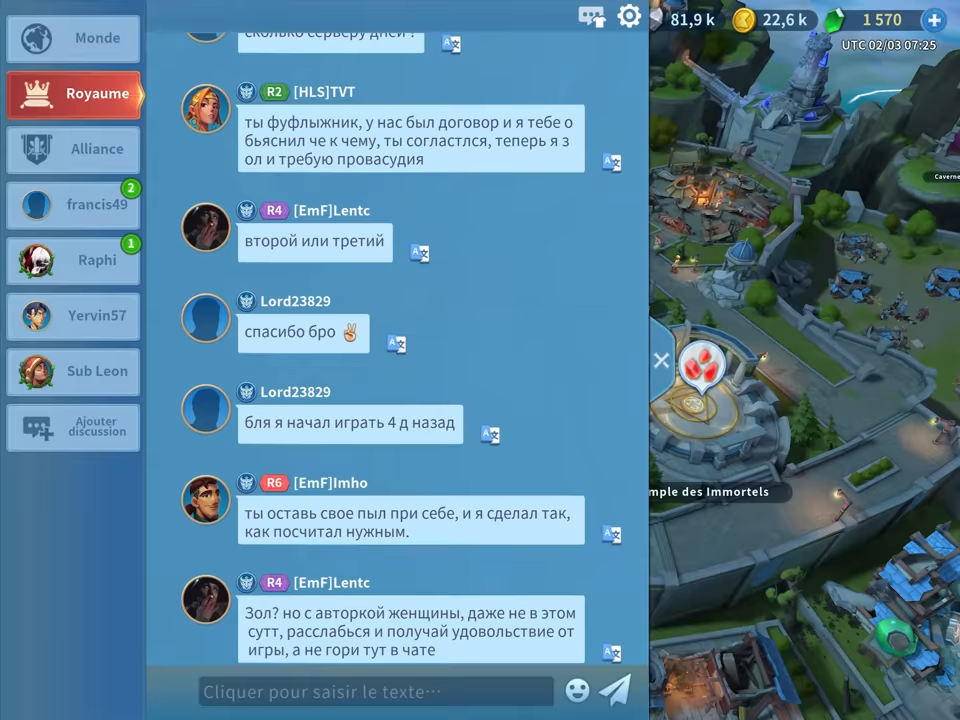 Monde
Royaume
Alliance
2
francis49
1
Raphi
Yervin57
Sub Leon
Ajouter
discussion
сколько серверу дней ?
R2 [HLS]TVT
ты фуфлыжник, у нас был договор и я тебе о
бьяснил че к чему, ты согластлся, теперь я з
ол и требую провасудия
R4 [EmF]Lentc
второй или третий
Lord23829
спасибо бро ✌
Lord23829
бля я начал играть 4 д назад
R6 [EmF]Imho
ты оставь свое пыл при себе, и я сделал так,
как посчитал нужным.
R4 [EmF]Lentc
Зол? но с авторкой женщины, даже не в этом
сутт, расслабься и получай удовольствие от
игры, а не гори тут в чате
Cliquer pour saisir le texte…
81,9 k
22,6 k
1 570
UTC 02/03 07:25
Caverne
mple des Immortels